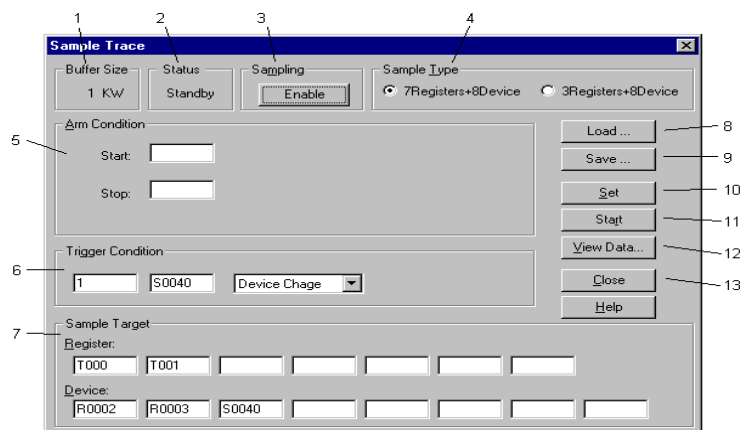 1 2 3 4
Sample Trace
Buffer Size Status Sampling Sample Type
1 KW Standby Enable 7Registers+8Device 3Registers+8Device
Arm Condition
Load ... 8
5 Start:
Save ... 9
Stop:
Set 10
Start 11
Trigger Condition View Data... 12
6 1 S0040 Device Chage
Close 13
Help
7 Sample Target
Register:
T000 T001
Device:
R0002 R0003 S0040